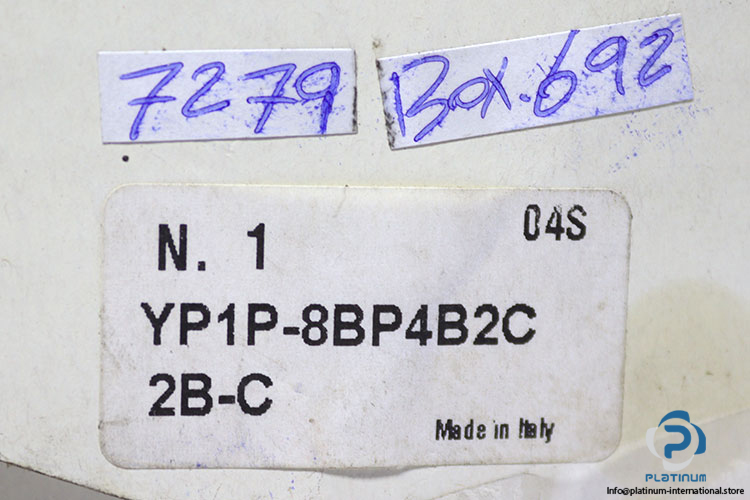 7279
Box.692
N. 1
04S
YP1P-8BP4B2C
2B-C
Made in Italy
PLATINUM
Info@platinum-international.store